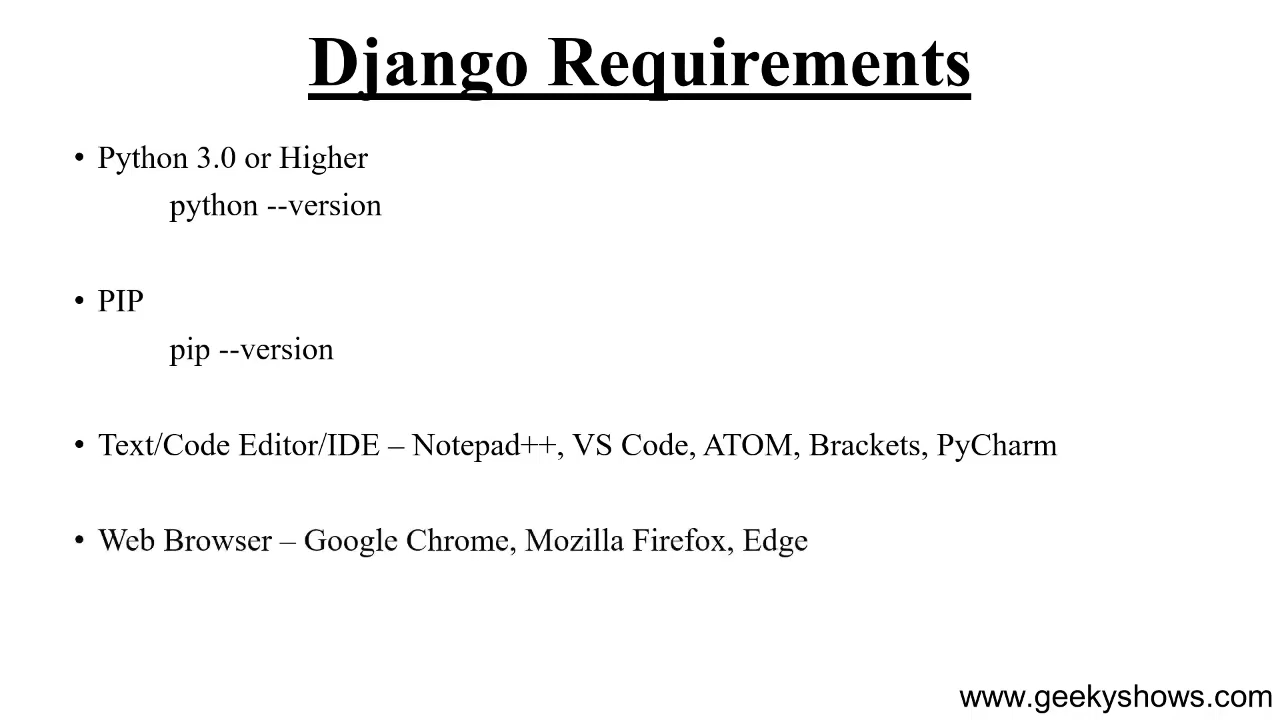 Django Requirements
• Python 3.0 or Higher
python --version
• PIP
pip --version
• Text/Code Editor/IDE – Notepad++, VS Code, ATOM, Brackets, PyCharm
• Web Browser – Google Chrome, Mozilla Firefox, Edge
www.geekyshows.com